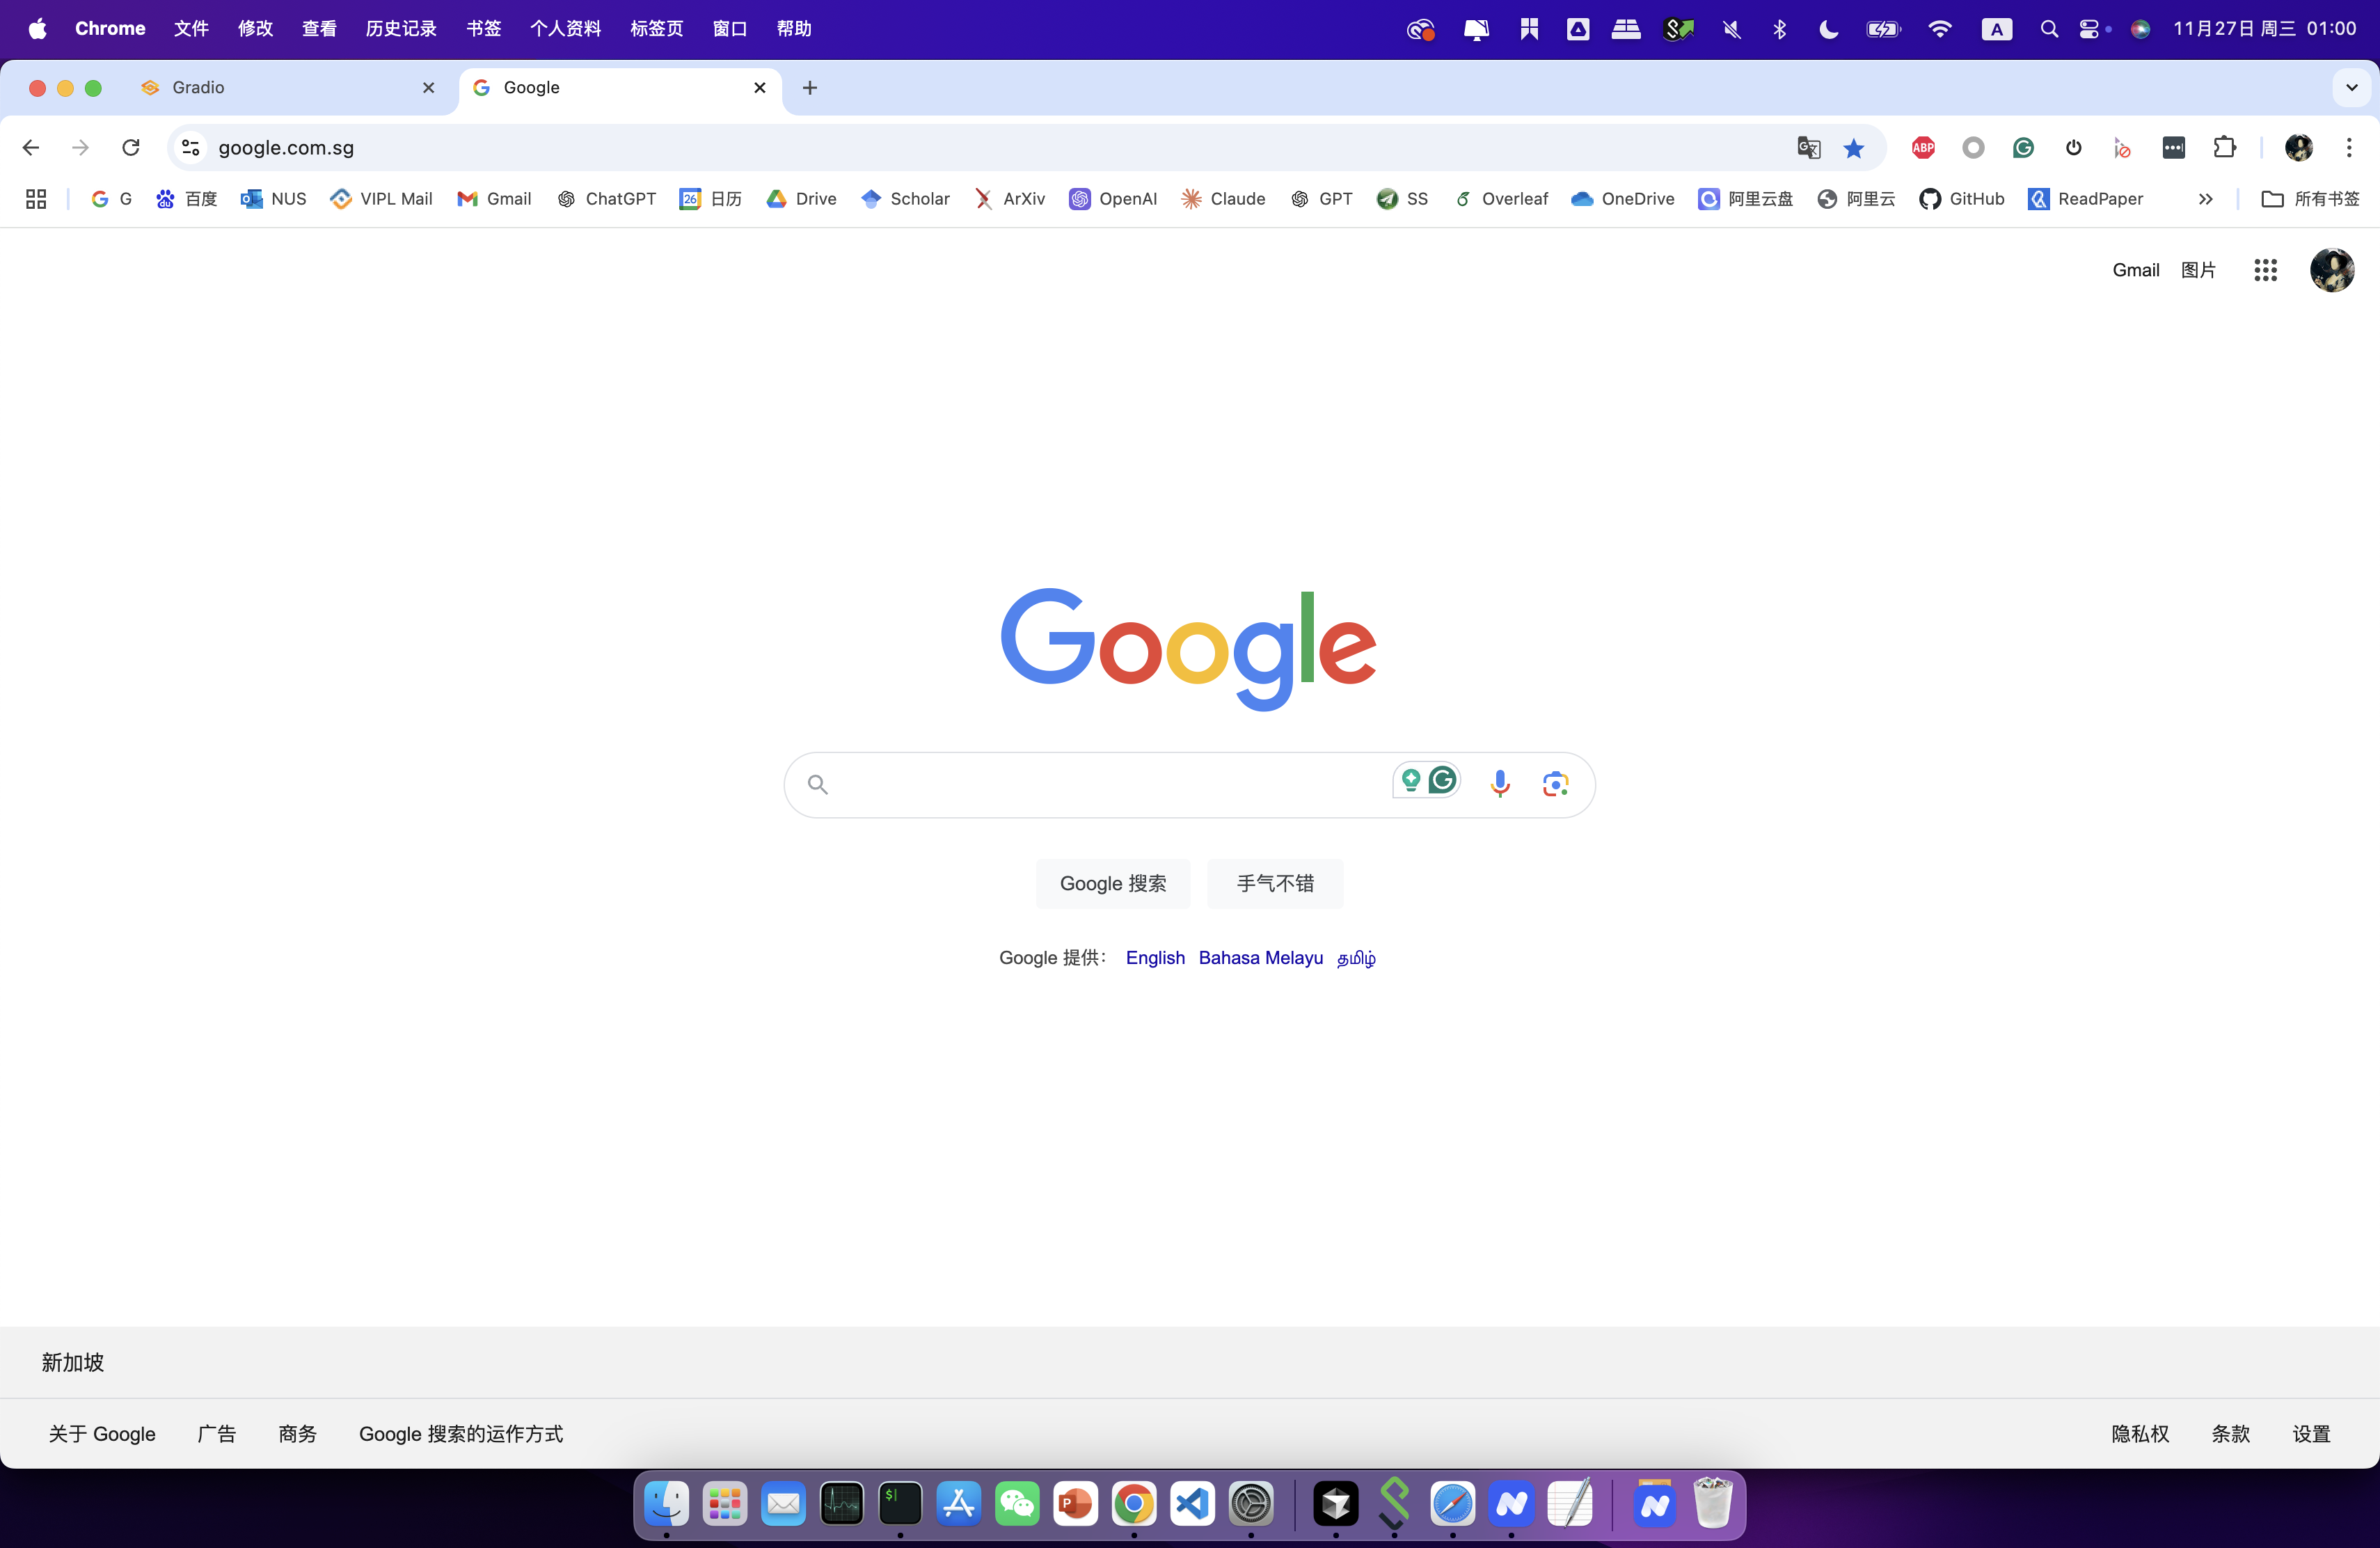 Chrome 文件 修改 查看 历史记录 书签 个人资料 标签页 窗口 帮助 A 11月27日 周三 01:00
Gradio Google
google.com.sg ABP
G 百度 NUS VIPL Mail Gmail ChatGPT 26 日历 Drive Scholar ArXiv OpenAI Claude GPT SS Overleaf OneDrive 阿里云盘 阿里云 GitHub ReadPaper 所有书签
Gmail 图片
Google
Google 搜索 手气不错
Google 提供： English Bahasa Melayu தமிழ்
新加坡
关于 Google 广告 商务 Google 搜索的运作方式 隐私权 条款 设置